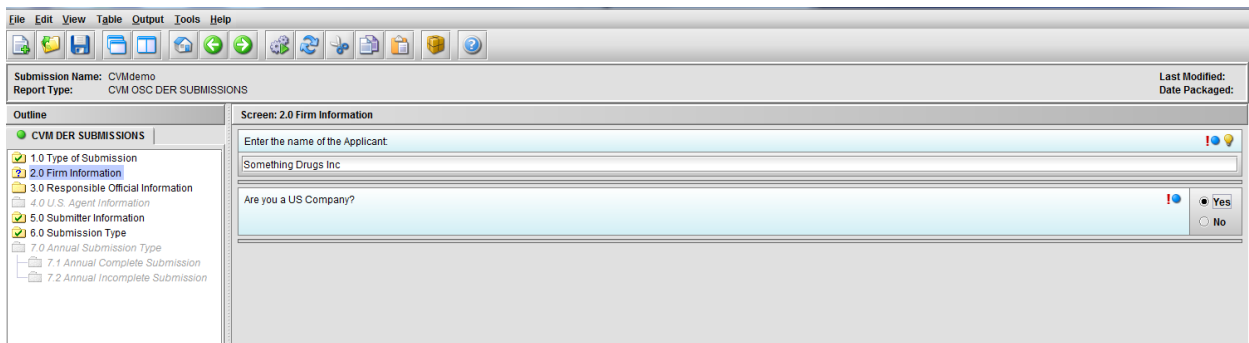 File Edit View Table Output Tools Help
Submission Name: CVMdemo
Last Modified:
Report Type: CVM OSC DER SUBMISSIONS
Date Packaged:
Outline
CVM DER SUBMISSIONS
1.0 Type of Submission
2.0 Firm Information
3.0 Responsible Official Information
4.0 U.S. Agent Information
5.0 Submitter Information
6.0 Submission Type
7.0 Annual Submission Type
7.1 Annual Complete Submission
7.2 Annual Incomplete Submission
Screen: 2.0 Firm Information
Enter the name of the Applicant:
Something Drugs Inc
Are you a US Company?
Yes
No